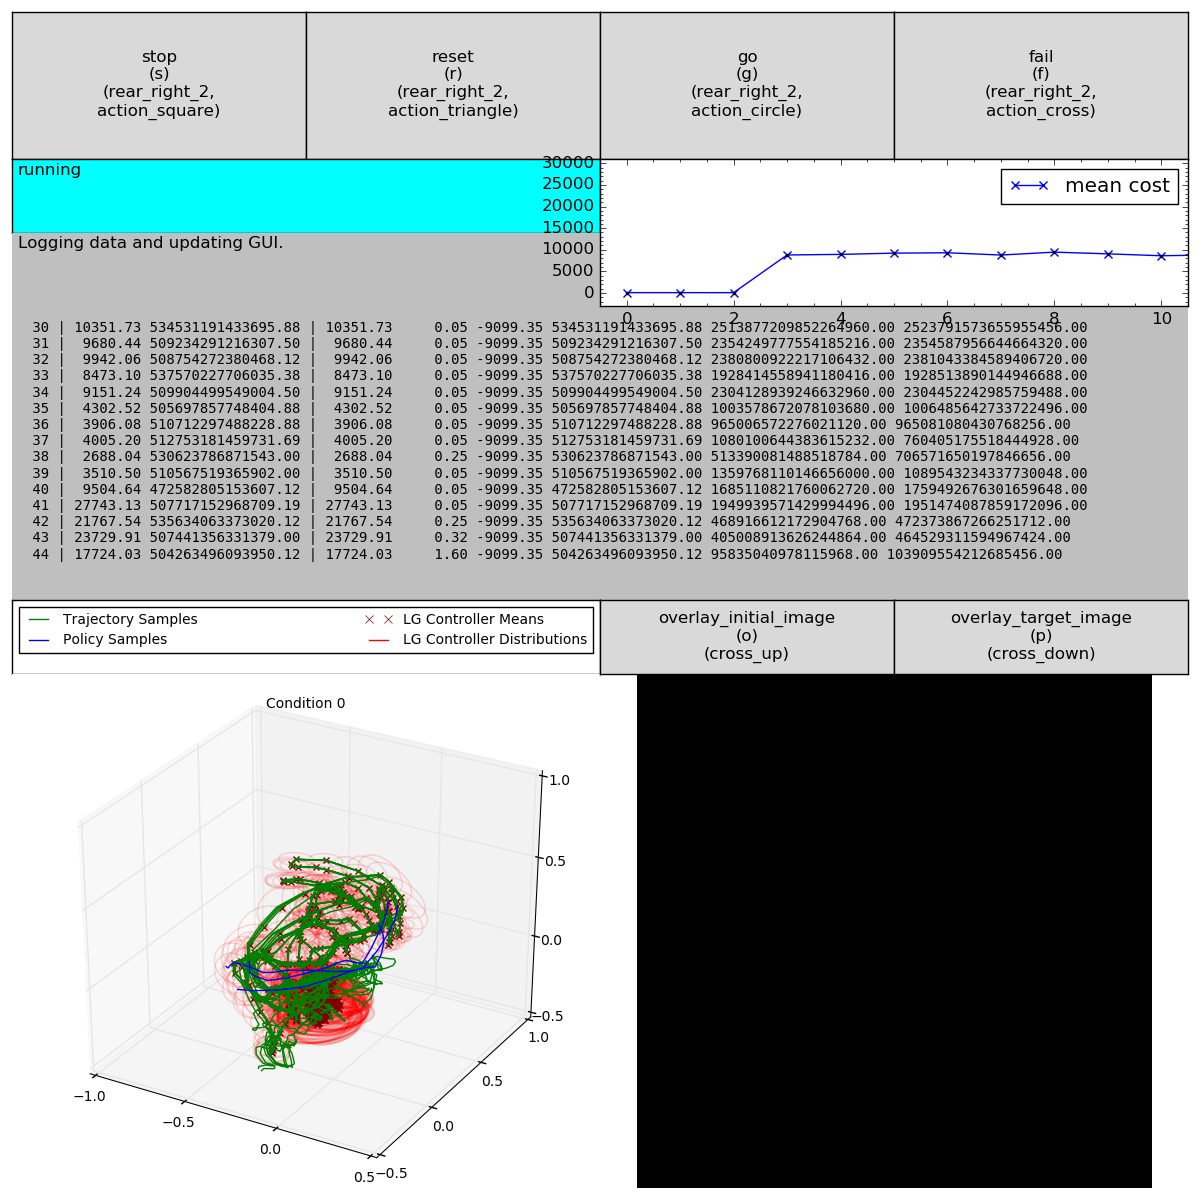 stop
(s)
(rear_right_2,
action_square)
reset
(r)
(rear_right_2,
action_triangle)
go
(g)
(rear_right_2,
action_circle)
fail
(f)
(rear_right_2,
action_cross)
running
Logging data and updating GUI.
30000
25000
20000
15000
10000
5000
0
mean cost
0 2 4 6 8 10
30 | 10351.73 534531191433695.88 | 10351.73 0.05 -9099.35 534531191433695.88 2513877209852264960.00 2523791573655955456.00
31 | 9680.44 509234291216307.50 | 9680.44 0.05 -9099.35 509234291216307.50 2354249777554185216.00 2354587956644664320.00
32 | 9942.06 508754272380468.12 | 9942.06 0.05 -9099.35 508754272380468.12 2380800922217106432.00 2381043384589406720.00
33 | 8473.10 537570227706035.38 | 8473.10 0.05 -9099.35 537570227706035.38 1928414558941180416.00 1928513890144946688.00
34 | 9151.24 509904499549004.50 | 9151.24 0.05 -9099.35 509904499549004.50 2304128939246632960.00 2304452242985759488.00
35 | 4302.52 505697857748404.88 | 4302.52 0.05 -9099.35 505697857748404.88 1003578672078103680.00 1006485642733722496.00
36 | 3906.08 510712297488228.88 | 3906.08 0.05 -9099.35 510712297488228.88 965006572276021120.00 965081080430768256.00
37 | 4005.20 512753181459731.69 | 4005.20 0.05 -9099.35 512753181459731.69 1080100644383615232.00 760405175518444928.00
38 | 2688.04 530623786871543.00 | 2688.04 0.25 -9099.35 530623786871543.00 513390081488518784.00 706571650197846656.00
39 | 3510.50 510567519365902.00 | 3510.50 0.05 -9099.35 510567519365902.00 1359768110146656000.00 1089543234337730048.00
40 | 9504.64 472582805153607.12 | 9504.64 0.05 -9099.35 472582805153607.12 1685110821760062720.00 1759492676301659648.00
41 | 27743.13 507717152968709.19 | 27743.13 0.05 -9099.35 507717152968709.19 1949939571429994496.00 1951474087859172096.00
42 | 21767.54 535634063373020.12 | 21767.54 0.25 -9099.35 535634063373020.12 468916612172904768.00 472373867266251712.00
43 | 23729.91 507441356331379.00 | 23729.91 0.32 -9099.35 507441356331379.00 405008913626244864.00 464529311594967424.00
44 | 17724.03 504263496093950.12 | 17724.03 1.60 -9099.35 504263496093950.12 95835040978115968.00 103909554212685456.00
Trajectory Samples
Policy Samples
LG Controller Means
LG Controller Distributions
overlay_initial_image
(o)
(cross_up)
overlay_target_image
(p)
(cross_down)
Condition 0
1.0
0.5
0.0
−0.5
1.0
0.5
0.0
−0.5
−1.0
−0.5
0.0
0.5